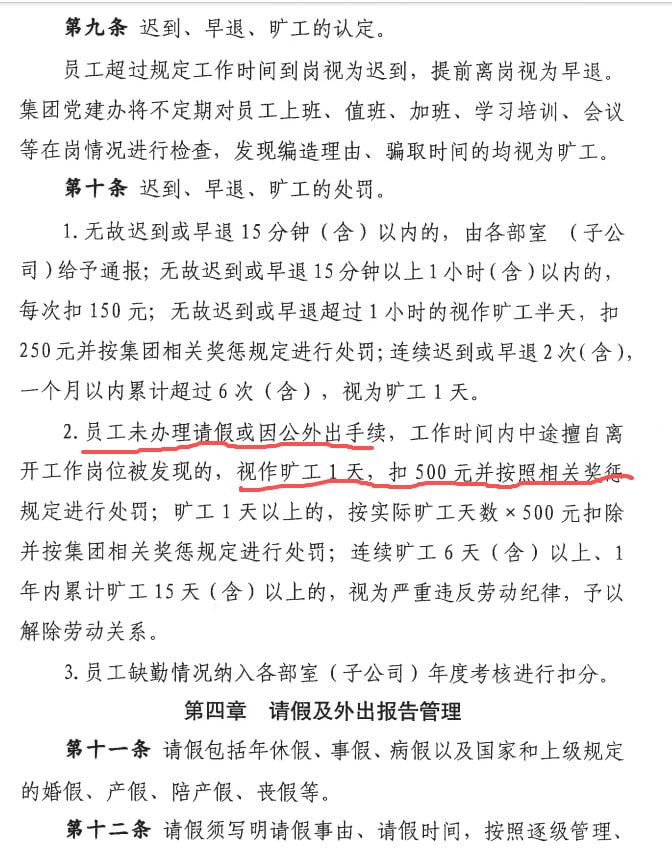 第九条 迟到、早退、旷工的认定。
员工超过规定工作时间到岗视为迟到，提前离岗视为早退。
集团党建办将不定期对员工上班、值班、加班、学习培训、会议
等在岗情况进行检查，发现编造理由、骗取时间的均视为旷工。
第十条 迟到、早退、旷工的处罚。
1.无故迟到或早退15分钟（含）以内的，由各部室 （子公
司）给予通报；无故迟到或早退15分钟以上1小时（含）以内的，
每次扣150元；无故迟到或早退超过1小时的视作旷工半天，扣
250元并按集团相关奖惩规定进行处罚；连续迟到或早退2次（含），
一个月以内累计超过6次（含），视为旷工1天。
2.员工未办理请假或因公外出手续，工作时间内中途擅自离
开工作岗位被发现的，视作旷工1天，扣500元并按照相关奖惩
规定进行处罚；旷工1天以上的，按实际旷工天数×500元扣除
并按集团相关奖惩规定进行处罚；连续旷工6天（含）以上、1
年内累计旷工15天（含）以上的，视为严重违反劳动纪律，予以
解除劳动关系。
3.员工缺勤情况纳入各部室（子公司）年度考核进行扣分。
第四章 请假及外出报告管理
第十一条 请假包括年休假、事假、病假以及国家和上级规定
的婚假、产假、陪产假、丧假等。
第十二条 请假须写明请假事由、请假时间，按照逐级管理、